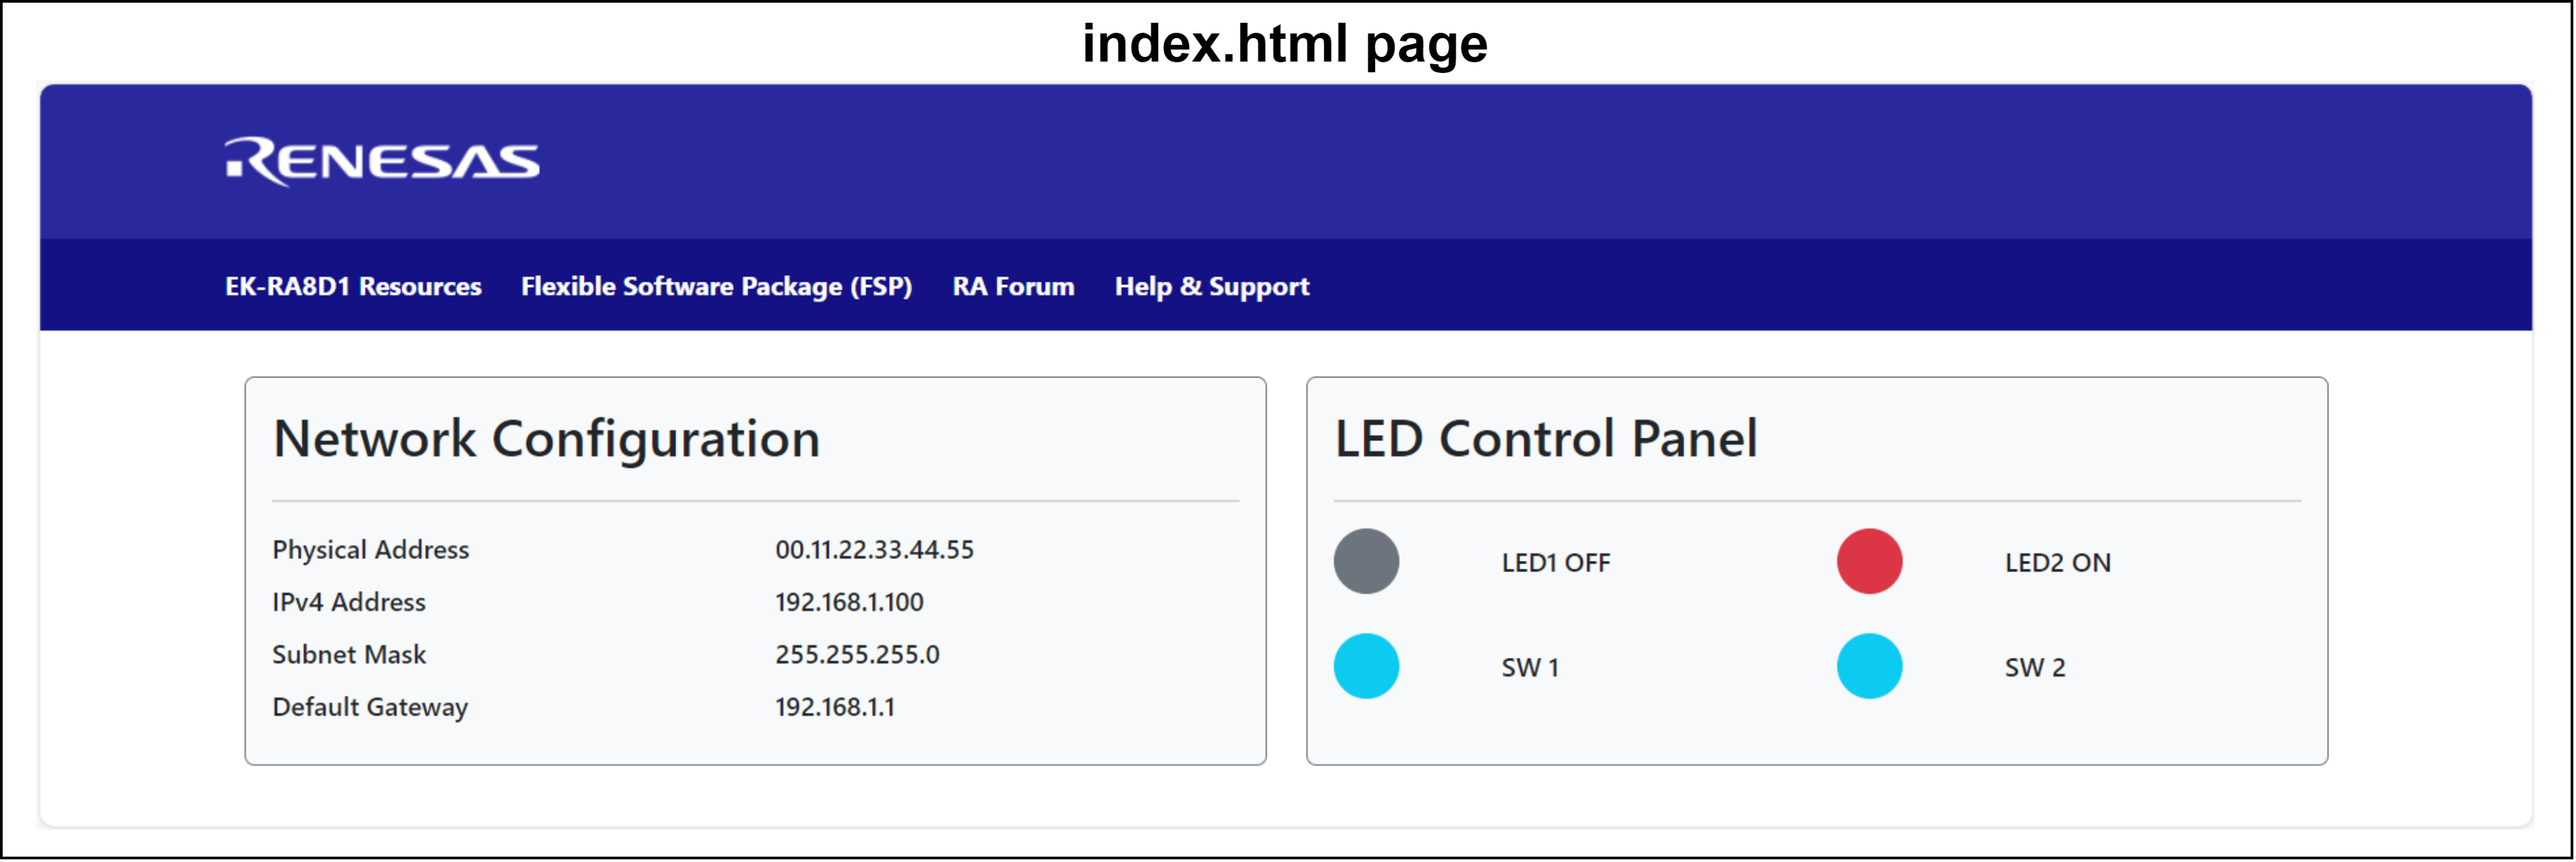 index.html page
RENESAS
EK-RA8D1 Resources Flexible Software Package (FSP) RA Forum Help & Support
Network Configuration
Physical Address 00.11.22.33.44.55
IPv4 Address 192.168.1.100
Subnet Mask 255.255.255.0
Default Gateway 192.168.1.1
LED Control Panel
LED1 OFF LED2 ON
SW 1 SW 2